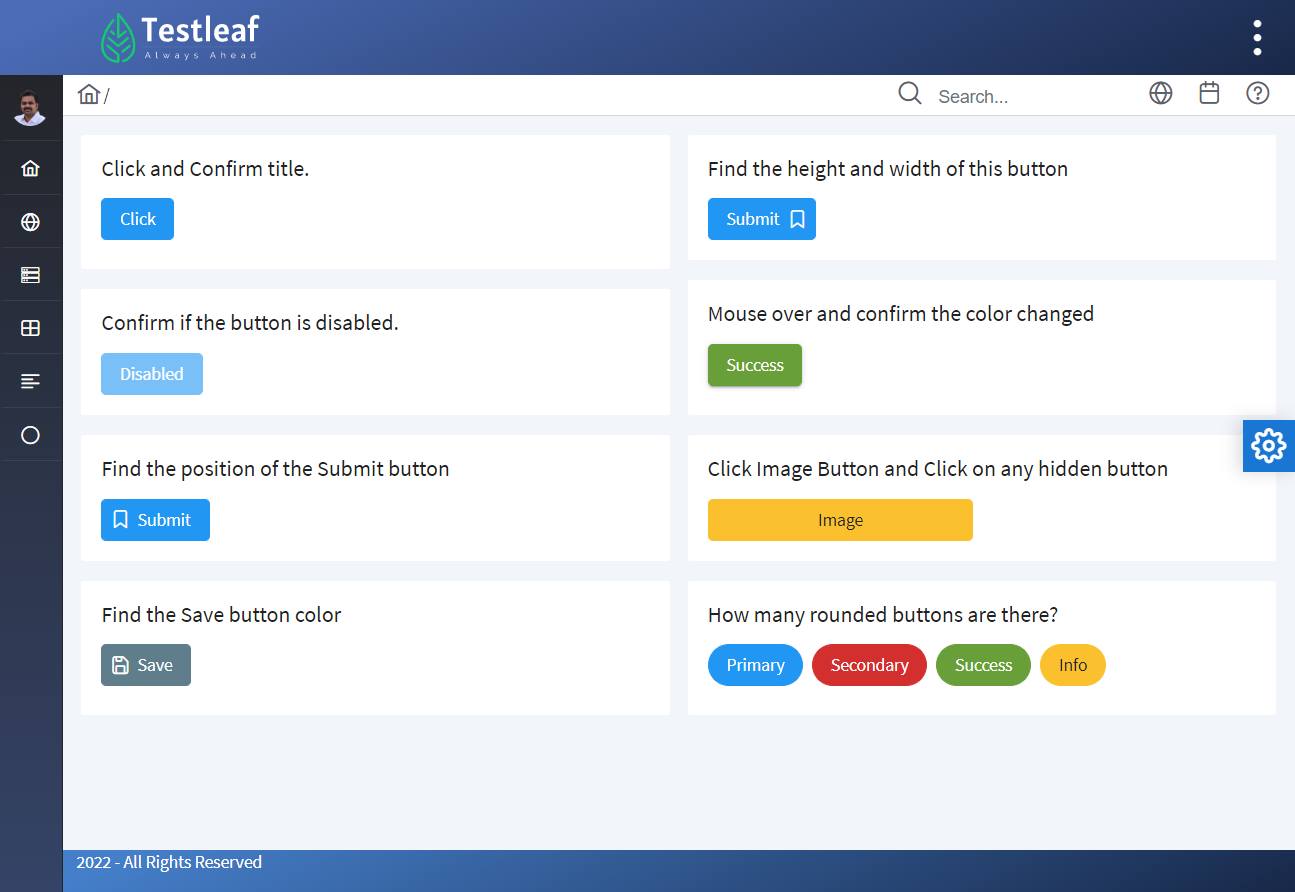 Testleaf
Always Ahead
/
Search...
Click and Confirm title.
Click
Find the height and width of this button
Submit
Confirm if the button is disabled.
Disabled
Mouse over and confirm the color changed
Success
Find the position of the Submit button
Submit
Click Image Button and Click on any hidden button
Image
Find the Save button color
Save
How many rounded buttons are there?
Primary Secondary Success Info
2022 - All Rights Reserved